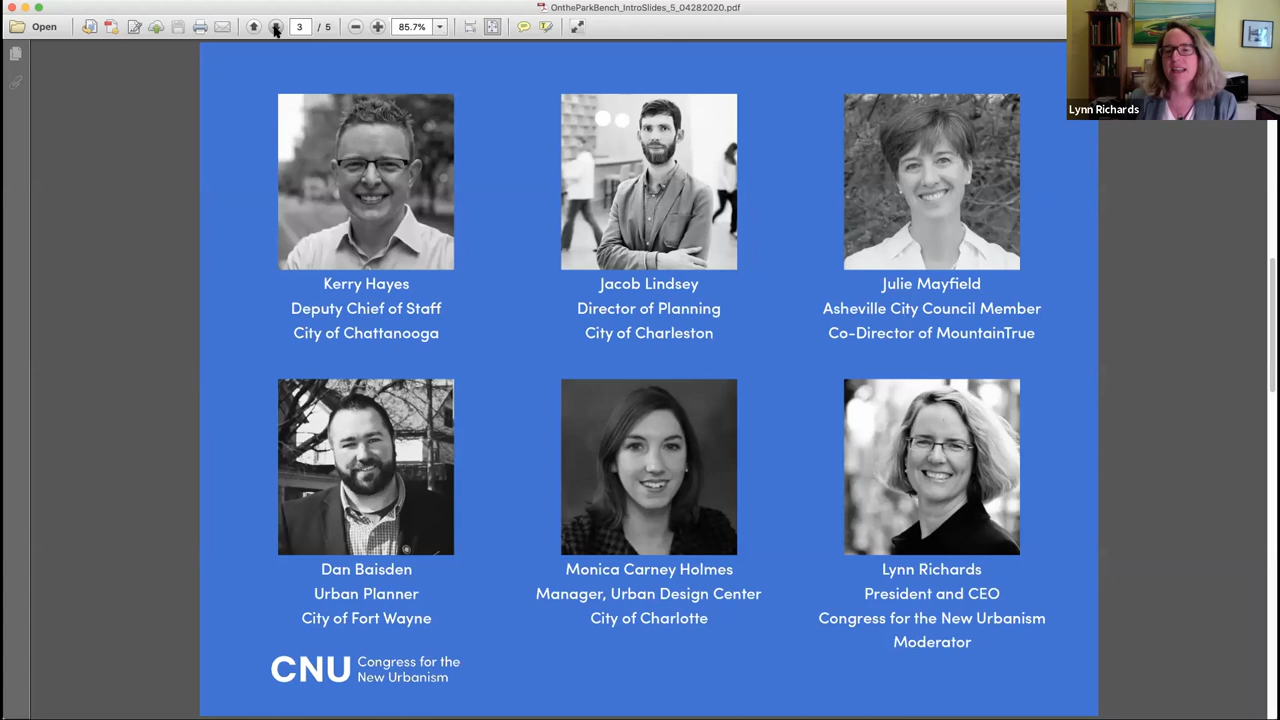 OntheParkBench_IntroSlides_5_04282020.pdf
Open
3 / 5
85.7%
Lynn Richards
Kerry Hayes
Deputy Chief of Staff
City of Chattanooga
Jacob Lindsey
Director of Planning
City of Charleston
Julie Mayfield
Asheville City Council Member
Co-Director of MountainTrue
Dan Baisden
Urban Planner
City of Fort Wayne
Monica Carney Holmes
Manager, Urban Design Center
City of Charlotte
Lynn Richards
President and CEO
Congress for the New Urbanism
Moderator
CNU
Congress for the
New Urbanism